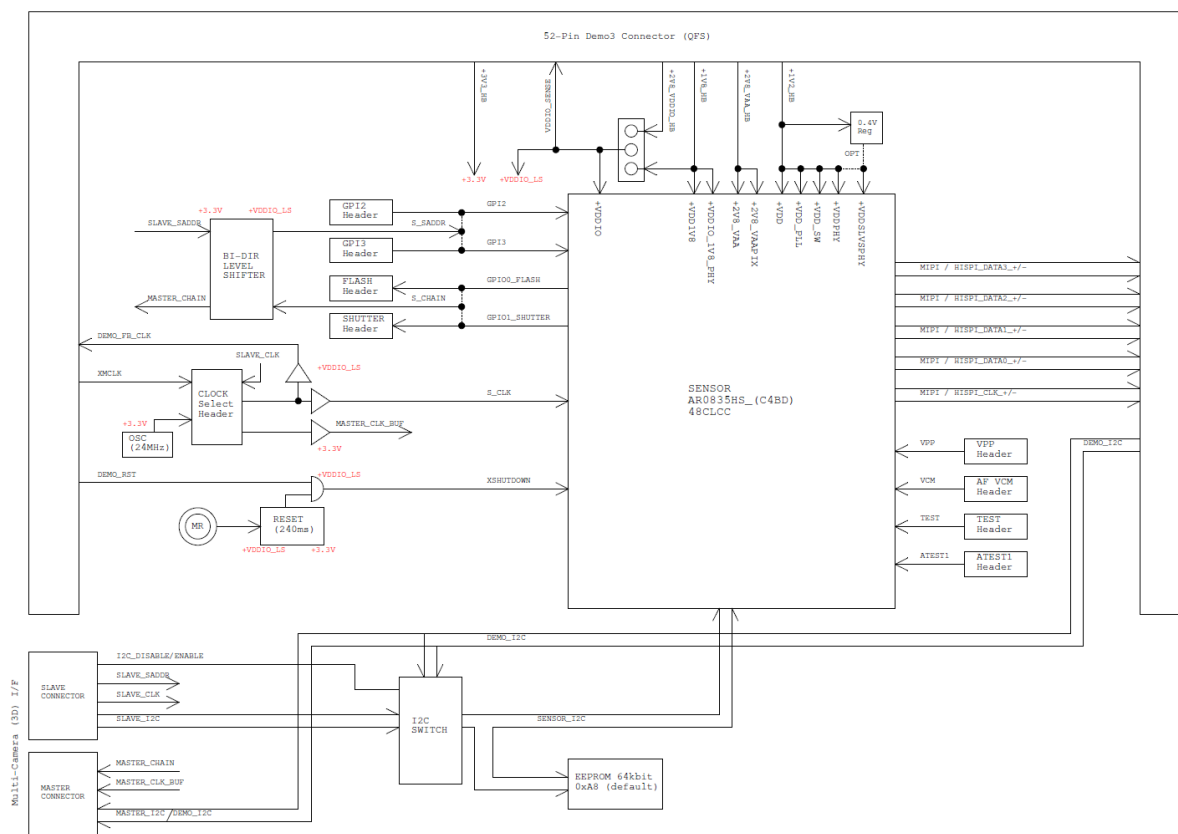 52-Pin Demo3 Connector (QFS)
+3V3_HB
VDDIO_SENSE
+2V8_VDDIO_HB
+1V8_HB
+2V8_VAA_HB
+1V2_HB
0.4V
Reg
OPT
+3.3V
+VDDIO_LS
+3.3V
+VDDIO_LS
SLAVE_SADDR
BI-DIR
LEVEL
SHIFTER
MASTER_CHAIN
GPI2
Header
GPI2
S_SADDR
GPI3
Header
GPI3
FLASH
Header
GPIO0_FLASH
S_CHAIN
SHUTTER
Header
GPIO1_SHUTTER
+VDDIO
+VDD1V8
+VDDIO_1V8_PHY
+2V8_VAA
+2V8_VAAPIX
+VDD
+VDD_PLL
+VDD_SW
+VDDPHY
+VDDSLVSPHY
MIPI / HISPI_DATA3_+/-
MIPI / HISPI_DATA2_+/-
MIPI / HISPI_DATA1_+/-
MIPI / HISPI_DATA0_+/-
MIPI / HISPI_CLK_+/-
DEMO_FB_CLK
SLAVE_CLK
+VDDIO_LS
XMCLK
CLOCK
Select
Header
S_CLK
+3.3V
OSC
(24MHz)
MASTER_CLK_BUF
+3.3V
SENSOR
AR0835HS_(C4BD)
48CLCC
DEMO_RST
+VDDIO_LS
XSHUTDOWN
MR
RESET
(240ms)
+VDDIO_LS
+3.3V
VPP
VPP
Header
DEMO_I2C
VCM
AF VCM
Header
TEST
TEST
Header
ATEST1
ATEST1
Header
DEMO_I2C
Multi-Camera (3D) I/F
SLAVE
CONNECTOR
I2C_DISABLE/ENABLE
SLAVE_SADDR
SLAVE_CLK
SLAVE_I2C
I2C
SWITCH
SENSOR_I2C
EEPROM 64kbit
0xA8 (default)
MASTER
CONNECTOR
MASTER_CHAIN
MASTER_CLK_BUF
MASTER_I2C /DEMO_I2C